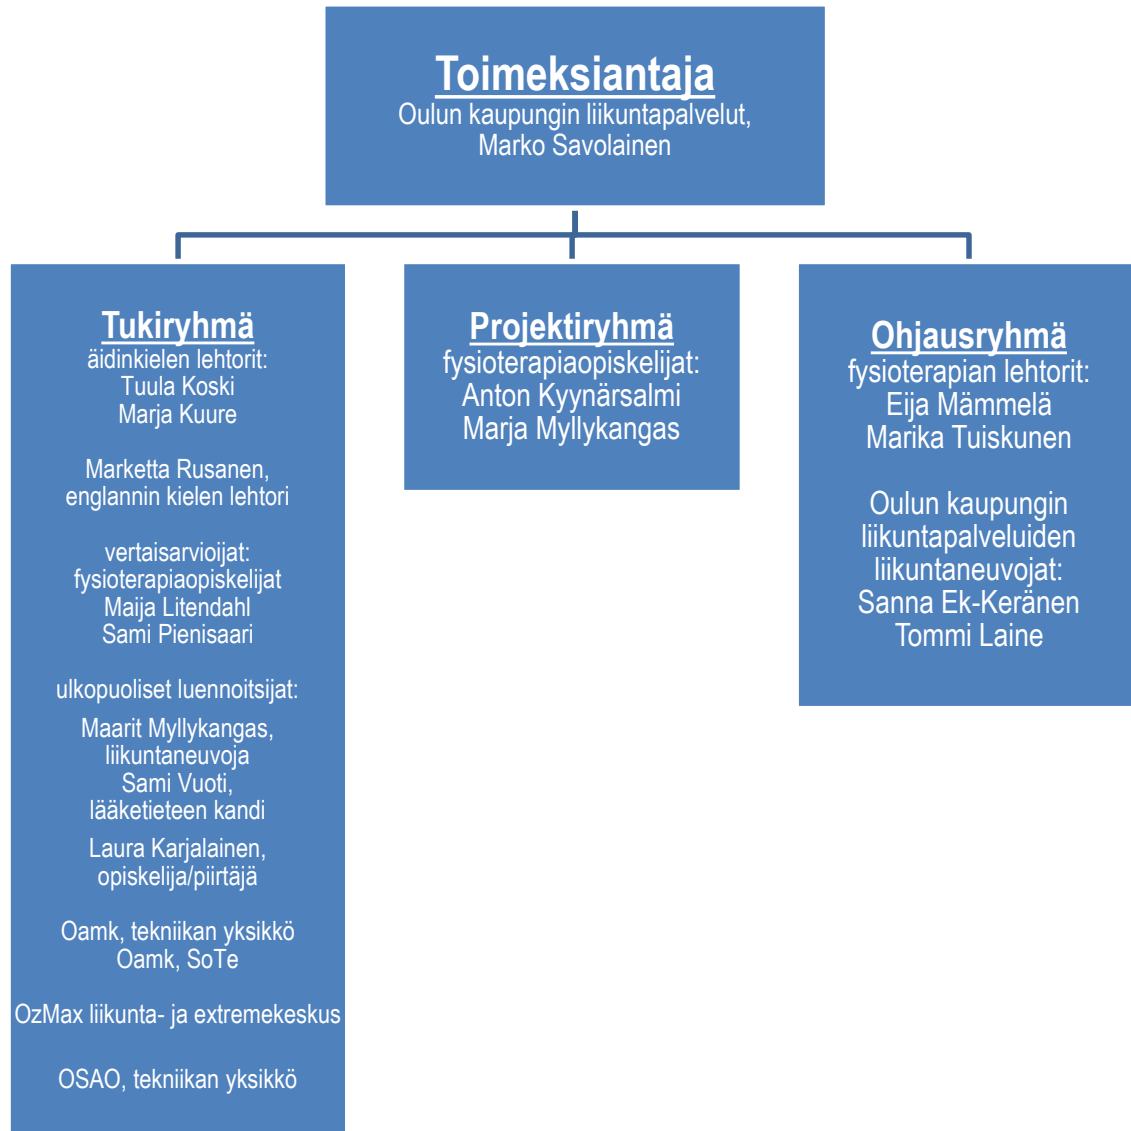 Toimeksiantaja
Oulun kaupungin liikuntapalvelut,
Marko Savolainen
Tukiryhmä
äidinkielen lehtorit:
Tuula Koski
Marja Kuure
Marketta Rusanen,
englannin kielen lehtori
vertaisarvioijat:
fysioterapiaopiskelijat
Maija Litendahl
Sami Pienisaari
ulkopuoliset luennoitsijat:
Maarit Myllykangas,
liikuntaneuvoja
Sami Vuoti,
lääketieteen kandi
Laura Karjalainen,
opiskelija/piirtäjä
Oamk, tekniikan yksikkö
Oamk, SoTe
OzMax liikunta- ja extremekeskus
OSAO, tekniikan yksikkö
Projektiryhmä
fysioterapiaopiskelijat:
Anton Kyynärsalmi
Marja Myllykangas
Ohjausryhmä
fysioterapian lehtorit:
Eija Mämmelä
Marika Tuiskunen
Oulun kaupungin
liikuntapalveluiden
liikuntaneuvojat:
Sanna Ek-Keränen
Tommi Laine